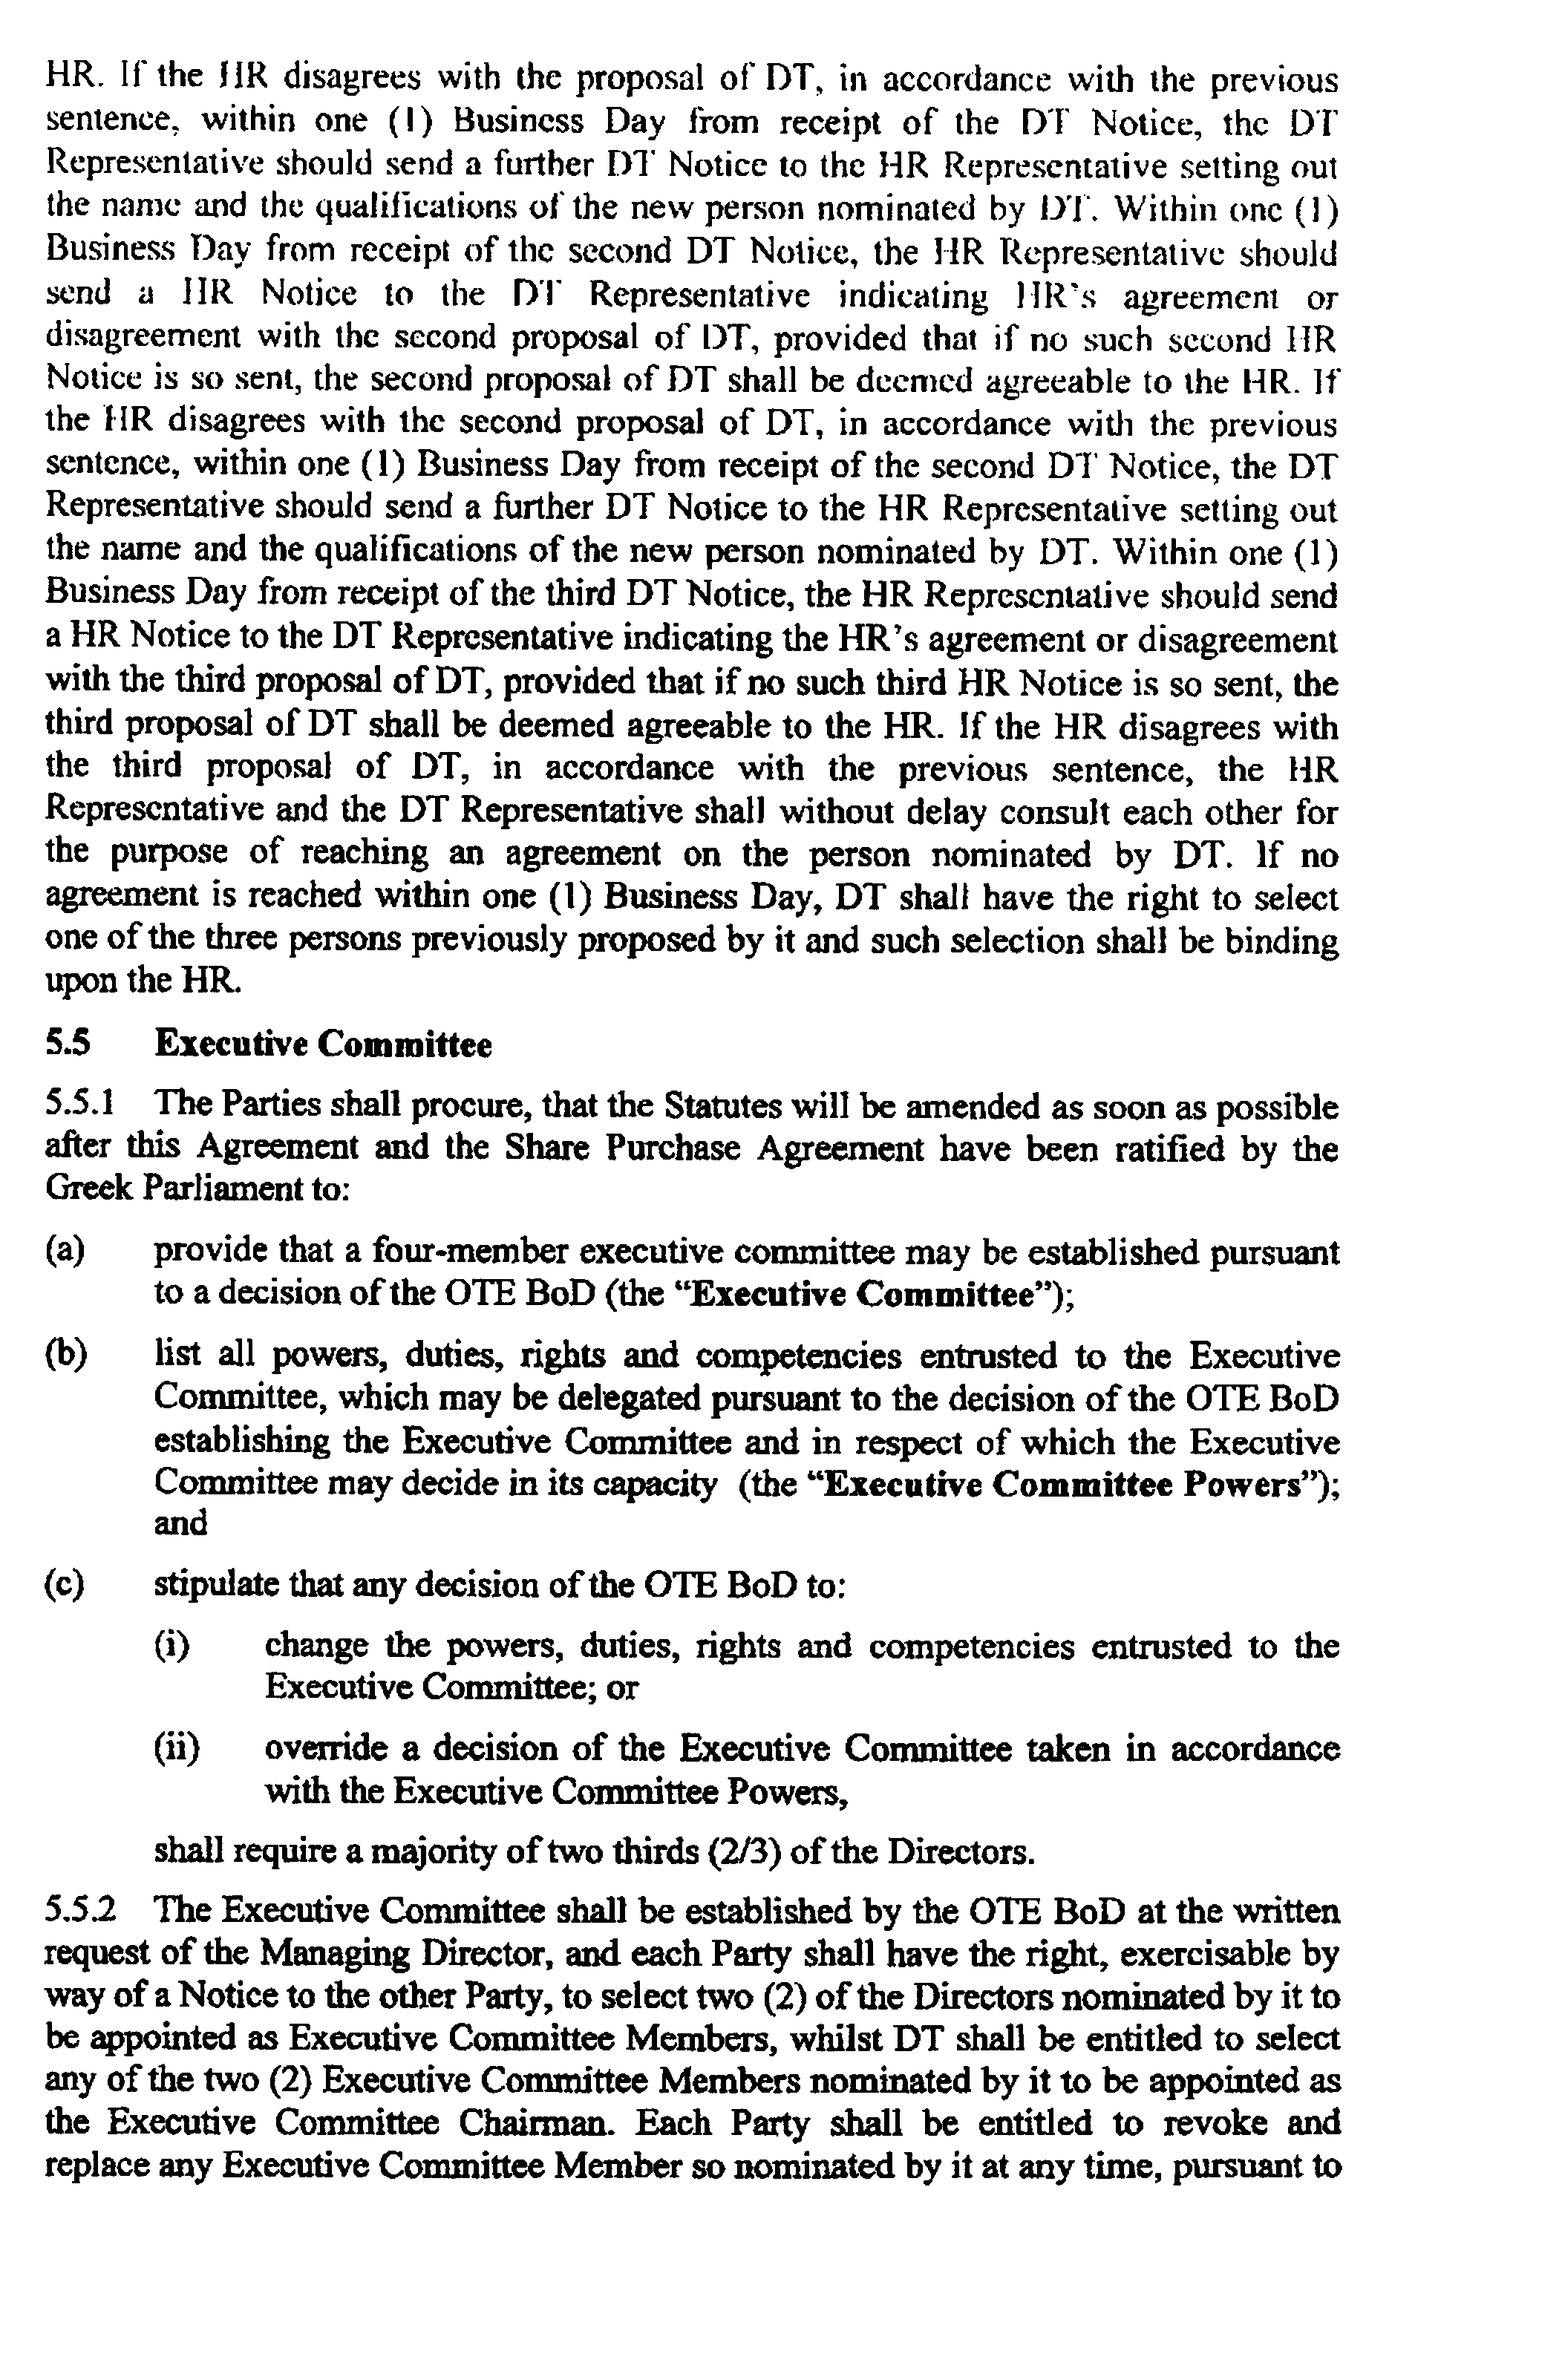 HR. If the HR disagrees with the proposal of DT, in accordance with the previous
sentence, within one (1) Business Day from receipt of the DT Notice, the DT
Representative should send a further DT Notice to the HR Representative setting out
the name and the qualifications of the new person nominated by DT. Within one (1)
Business Day from receipt of the second DT Notice, the HR Representative should
send a HR Notice to the DT Representative indicating HR's agreement or
disagreement with the second proposal of DT, provided that if no such second HR
Notice is so sent, the second proposal of DT shall be deemed agreeable to the HR. If
the HR disagrees with the second proposal of DT, in accordance with the previous
sentence, within one (1) Business Day from receipt of the second DT Notice, the DT
Representative should send a further DT Notice to the HR Representative setting out
the name and the qualifications of the new person nominated by DT. Within one (1)
Business Day from receipt of the third DT Notice, the HR Representative should send
a HR Notice to the DT Representative indicating the HR's agreement or disagreement
with the third proposal of DT, provided that if no such third HR Notice is so sent, the
third proposal of DT shall be deemed agreeable to the HR. If the HR disagrees with
the third proposal of DT, in accordance with the previous sentence, the HR
Representative and the DT Representative shall without delay consult each other for
the purpose of reaching an agreement on the person nominated by DT. If no
agreement is reached within one (1) Business Day, DT shall have the right to select
one of the three persons previously proposed by it and such selection shall be binding
upon the HR.
5.5 Executive Committee
5.5.1 The Parties shall procure, that the Statutes will be amended as soon as possible
after this Agreement and the Share Purchase Agreement have been ratified by the
Greek Parliament to:
(a) provide that a four-member executive committee may be established pursuant
to a decision of the OTE BoD (the “Executive Committee”);
(b) list all powers, duties, rights and competencies entrusted to the Executive
Committee, which may be delegated pursuant to the decision of the OTE BoD
establishing the Executive Committee and in respect of which the Executive
Committee may decide in its capacity (the “Executive Committee Powers”);
and
(c) stipulate that any decision of the OTE BoD to:
(i) change the powers, duties, rights and competencies entrusted to the
Executive Committee; or
(ii) override a decision of the Executive Committee taken in accordance
with the Executive Committee Powers,
shall require a majority of two thirds (2/3) of the Directors.
5.5.2 The Executive Committee shall be established by the OTE BoD at the written
request of the Managing Director, and each Party shall have the right, exercisable by
way of a Notice to the other Party, to select two (2) of the Directors nominated by it to
be appointed as Executive Committee Members, whilst DT shall be entitled to select
any of the two (2) Executive Committee Members nominated by it to be appointed as
the Executive Committee Chairman. Each Party shall be entitled to revoke and
replace any Executive Committee Member so nominated by it at any time, pursuant to